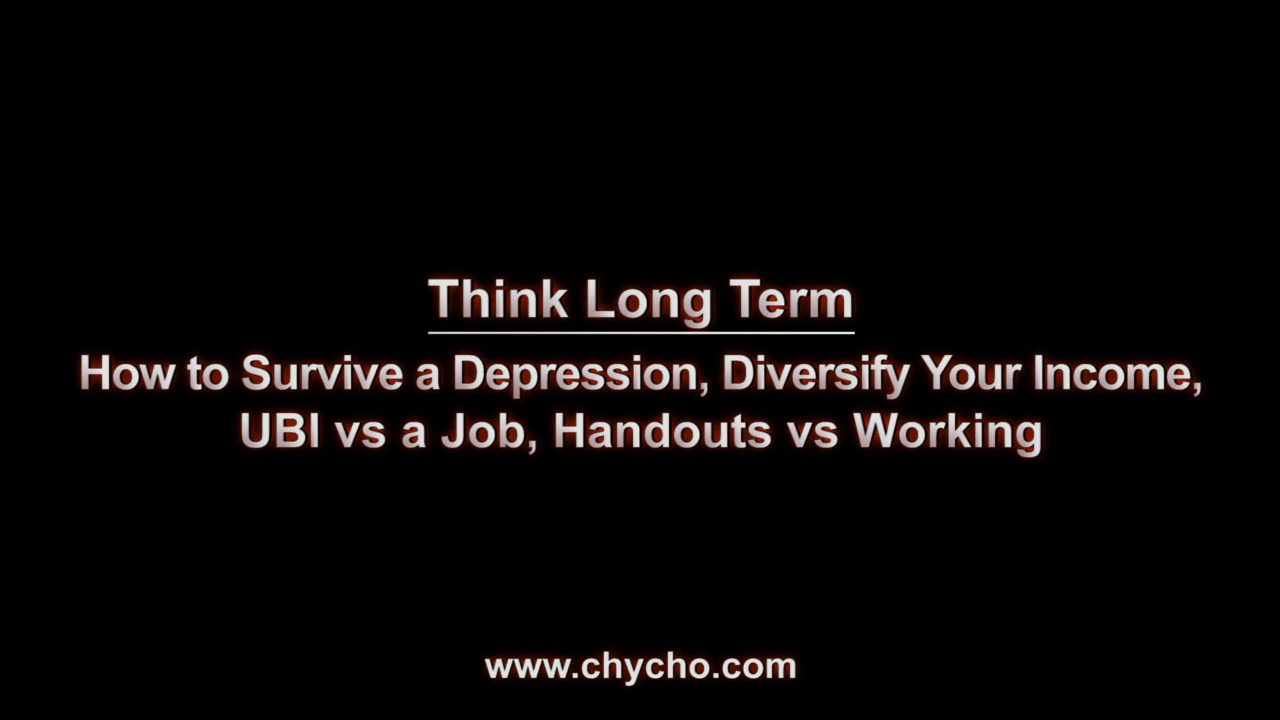 Think Long Term
How to Survive a Depression, Diversify Your Income,
UBI vs a Job, Handouts vs Working
www.chycho.com